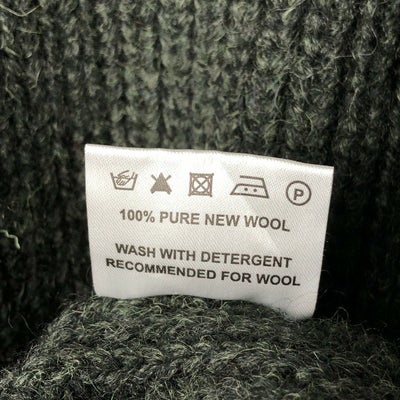 P
100% PURE NEW WOOL
WASH WITH DETERGENT
RECOMMENDED FOR WOOL